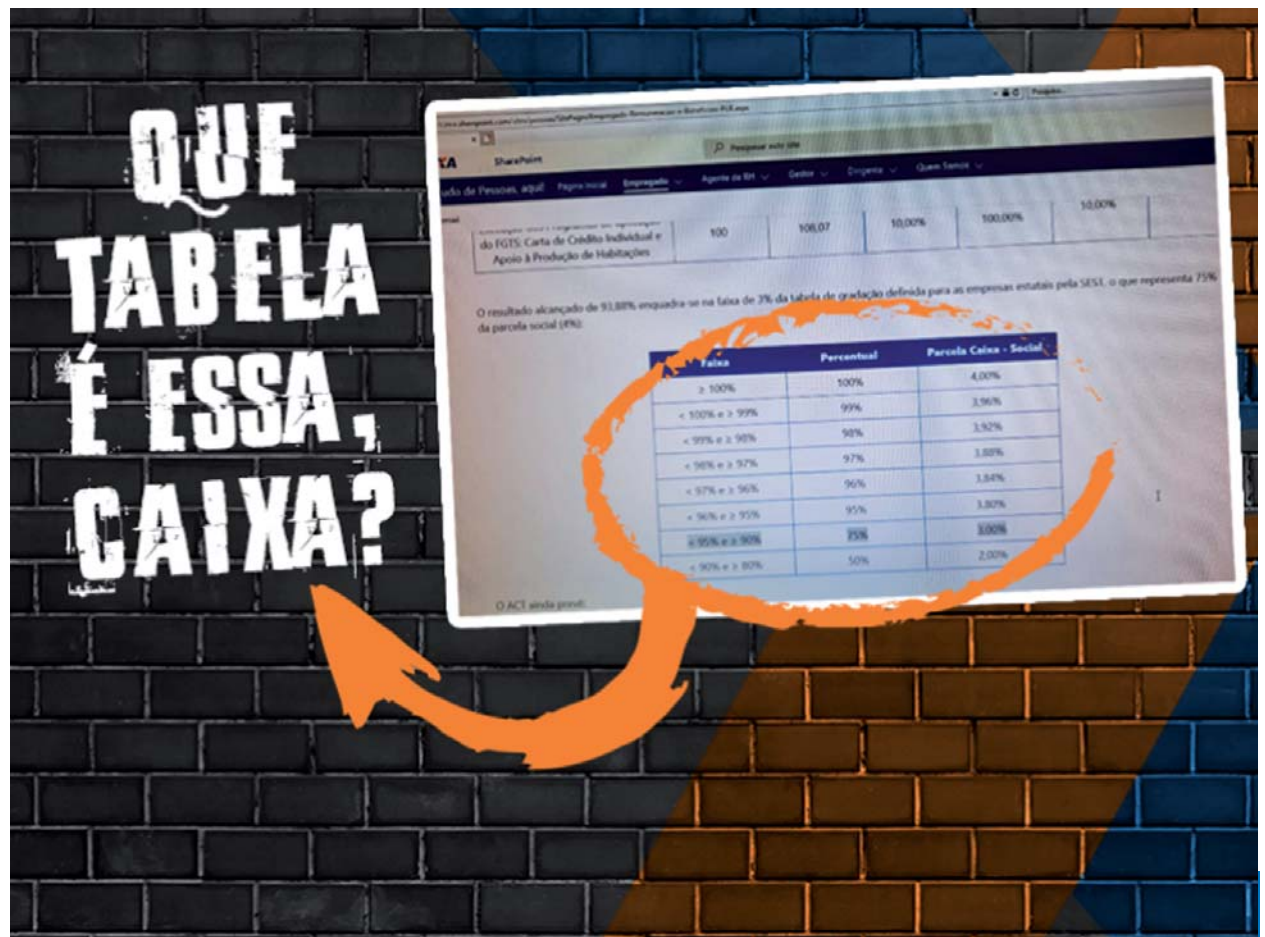 QUE
TABELA
É ESSA,
CAIXA?
SharePoint
Pesquisar este site
Pesquisar...
de Pessoas, aqui! Página Inicial Empregado Agente de RH Gestor Dirigente Quem Somos
do FGTS: Carta de Crédito Individual e
Apoio à Produção de Habitações
100 108,07 10,00% 100,00% 10,00%
O resultado alcançado de 93,88% enquadra-se na faixa de 3% da tabela de gradação definida para as empresas estatais pela SEST, o que representa 75%
da parcela social (4%):
Faixa Percentual Parcela Caixa - Social
≥ 100% 100% 4,00%
< 100% e ≥ 99% 99% 3,96%
< 99% e ≥ 98% 98% 3,92%
< 98% e ≥ 97% 97% 3,88%
< 97% e ≥ 96% 96% 3,84%
< 96% e ≥ 95% 95% 3,80%
< 95% e ≥ 90% 75% 3,00%
< 90% e ≥ 80% 50% 2,00%
O ACT ainda prevê: